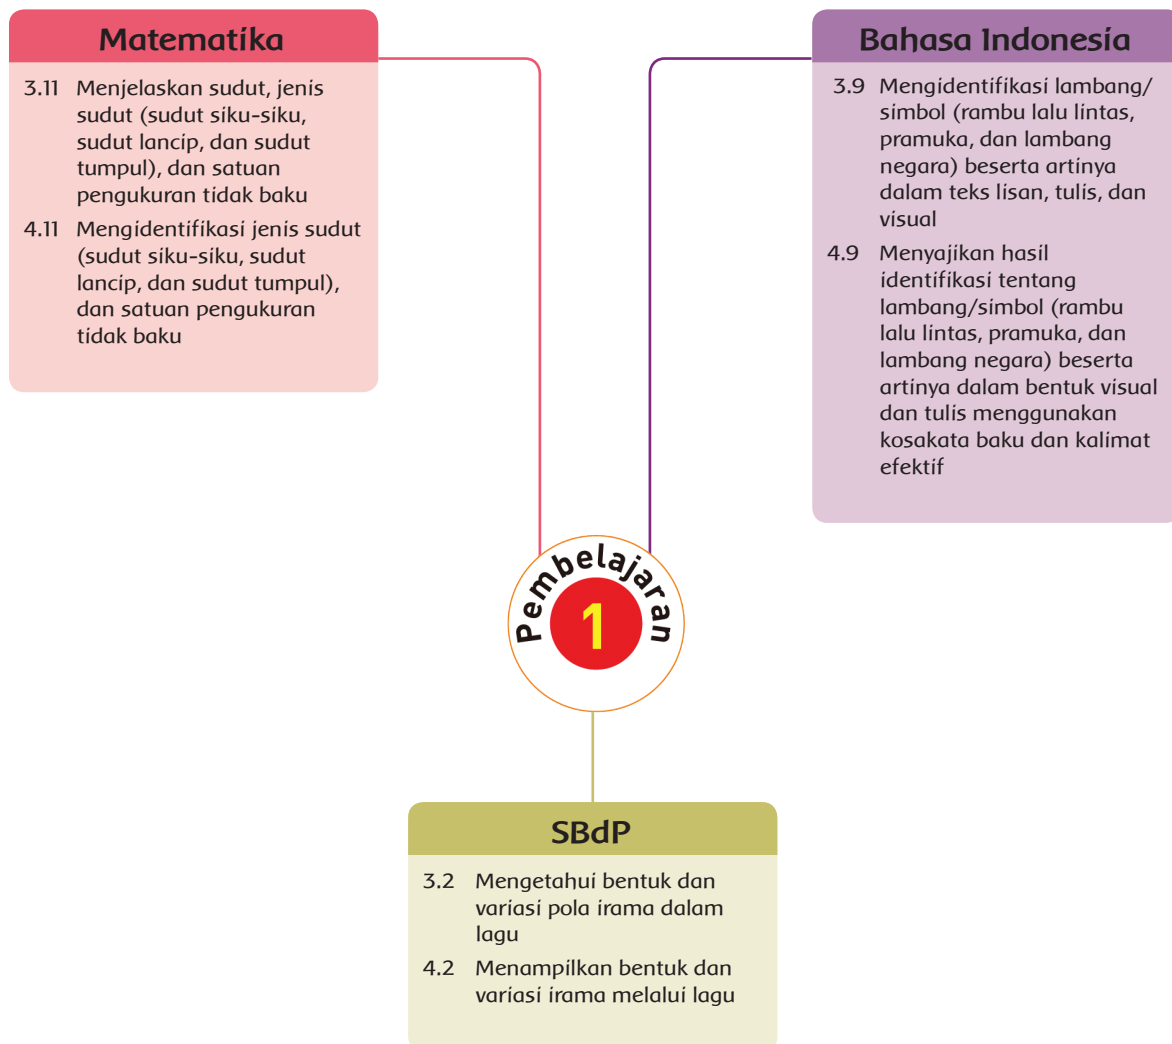 Matematika
3.11 Menjelaskan sudut, jenis
sudut (sudut siku-siku,
sudut lancip, dan sudut
tumpul), dan satuan
pengukuran tidak baku
4.11 Mengidentifikasi jenis sudut
(sudut siku-siku, sudut
lancip, dan sudut tumpul),
dan satuan pengukuran
tidak baku
Bahasa Indonesia
3.9 Mengidentifikasi lambang/
simbol (rambu lalu lintas,
pramuka, dan lambang
negara) beserta artinya
dalam teks lisan, tulis, dan
visual
4.9 Menyajikan hasil
identifikasi tentang
lambang/simbol (rambu
lalu lintas, pramuka, dan
lambang negara) beserta
artinya dalam bentuk visual
dan tulis menggunakan
kosakata baku dan kalimat
efektif
Pembelajaran
1
SBdP
3.2 Mengetahui bentuk dan
variasi pola irama dalam
lagu
4.2 Menampilkan bentuk dan
variasi irama melalui lagu